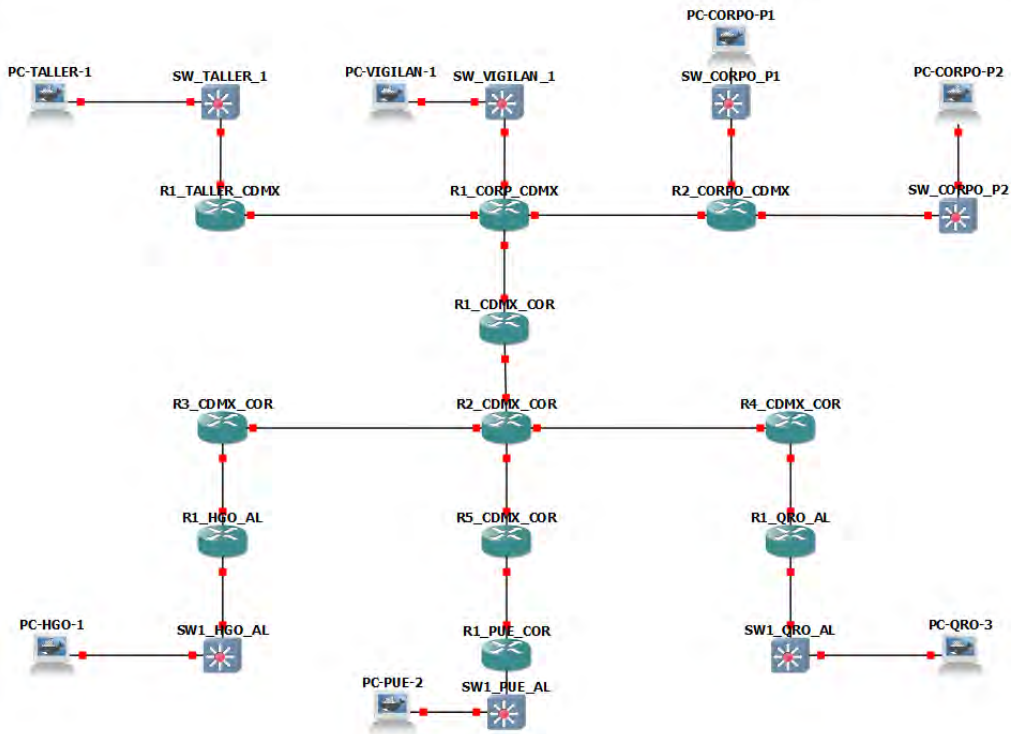 PC-CORPO-P1
PC-TALLER-1
SW_TALLER_1
PC-VIGILAN-1
SW_VIGILAN_1
SW_CORPO_P1
PC-CORPO-P2
R1_TALLER_CDMX
R1_CORP_CDMX
R2_CORPO_CDMX
SW_CORPO_P2
R1_CDMX_COR
R3_CDMX_COR
R2_CDMX_COR
R4_CDMX_COR
R1_HGO_AL
R5_CDMX_COR
R1_QRO_AL
PC-HGO-1
SW1_HGO_AL
R1_PUE_COR
SW1_QRO_AL
PC-QRO-3
PC-PUE-2
SW1_PUE_AL